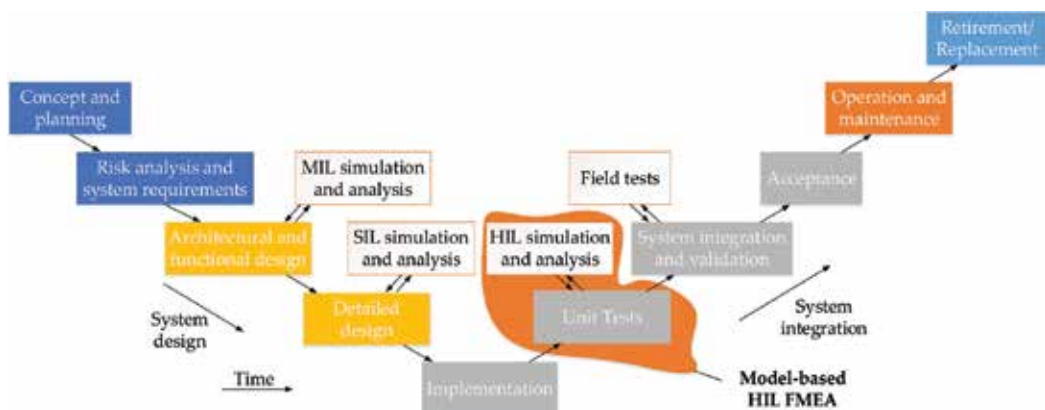 Retirement/
Replacement
Concept and
planning
Operation and
maintenance
Risk analysis and
system requirements
MIL simulation
and analysis
Field tests
Acceptance
Architectural and
functional design
SIL simulation
and analysis
HIL simulation
and analysis
System integration
and validation
Detailed
design
Unit Tests
System
design
System
integration
Time
Implementation
Model-based
HIL FMEA